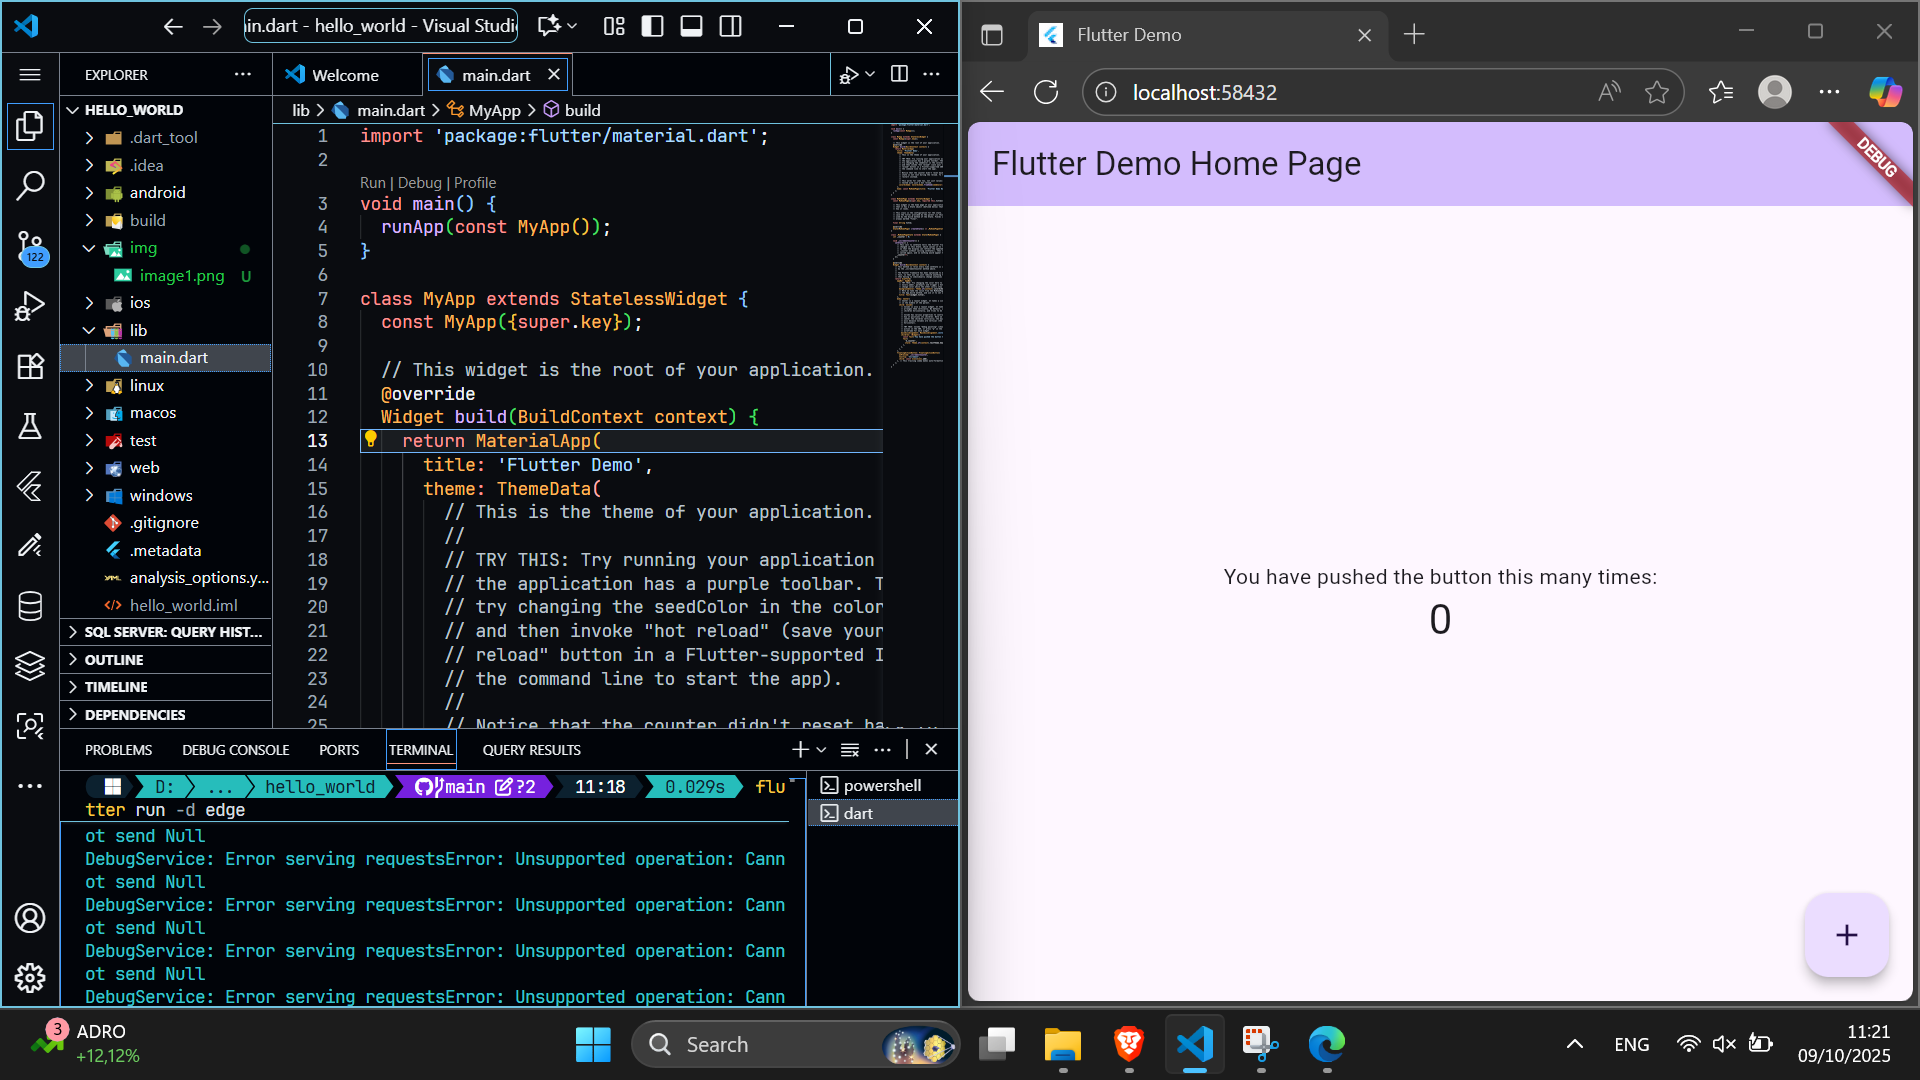 in.dart - hello_world - Visual Studi
EXPLORER
HELLO_WORLD
.dart_tool
.idea
android
build
img
image1.png U
ios
lib
main.dart
linux
macos
test
web
windows
.gitignore
.metadata
analysis_options.y...
hello_world.iml
SQL SERVER: QUERY HIST...
OUTLINE
TIMELINE
DEPENDENCIES
122
Welcome
main.dart
lib > main.dart > MyApp > build
1 import 'package:flutter/material.dart';
2
Run | Debug | Profile
3 void main() {
4 runApp(const MyApp());
5 }
6
7 class MyApp extends StatelessWidget {
8 const MyApp({super.key});
9
10 // This widget is the root of your application.
11 @override
12 Widget build(BuildContext context) {
13 return MaterialApp(
14 title: 'Flutter Demo',
15 theme: ThemeData(
16 // This is the theme of your application.
17 //
18 // TRY THIS: Try running your application
19 // the application has a purple toolbar. T
20 // try changing the seedColor in the color
21 // and then invoke "hot reload" (save your
22 // reload" button in a Flutter-supported I
23 // the command line to start the app).
24 //
25 // Notice that the counter didn't reset ba
PROBLEMS DEBUG CONSOLE PORTS TERMINAL QUERY RESULTS
D: ... hello_world main ?2 11:18 0.029s flu
tter run -d edge
ot send Null
DebugService: Error serving requestsError: Unsupported operation: Cann
ot send Null
DebugService: Error serving requestsError: Unsupported operation: Cann
ot send Null
DebugService: Error serving requestsError: Unsupported operation: Cann
ot send Null
DebugService: Error serving requestsError: Unsupported operation: Cann
powershell
dart
Flutter Demo
localhost:58432
Flutter Demo Home Page
DEBUG
You have pushed the button this many times:
0
+
3
ADRO
+12,12%
Search
ENG
11:21
09/10/2025